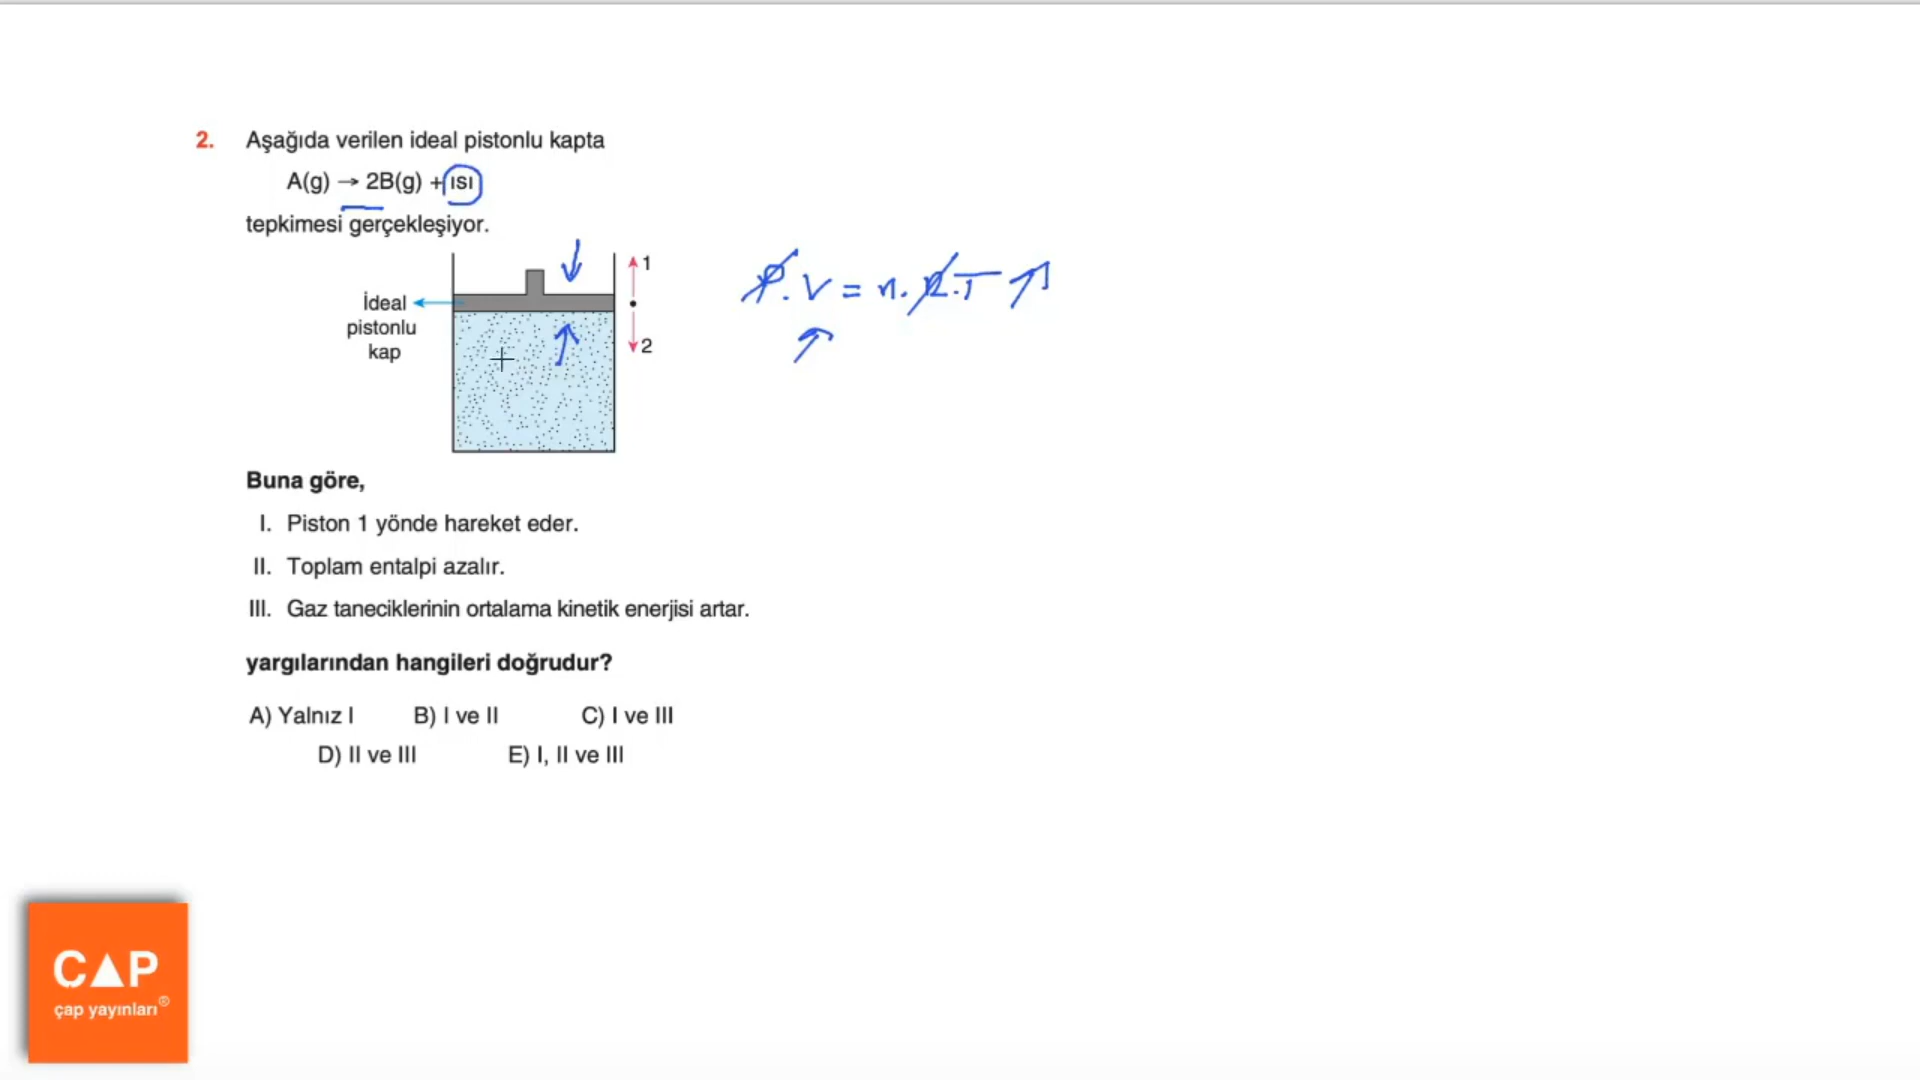 2. Aşağıda verilen ideal pistonlu kapta
A(g) → 2B(g) + ISI
tepkimesi gerçekleşiyor.
1
İdeal
pistonlu
kap
2
P.V = n.R.T ↑
↑
Buna göre,
I. Piston 1 yönde hareket eder.
II. Toplam entalpi azalır.
III. Gaz taneciklerinin ortalama kinetik enerjisi artar.
yargılarından hangileri doğrudur?
A) Yalnız I B) I ve II C) I ve III
D) II ve III E) I, II ve III
ÇAP
çap yayınları®